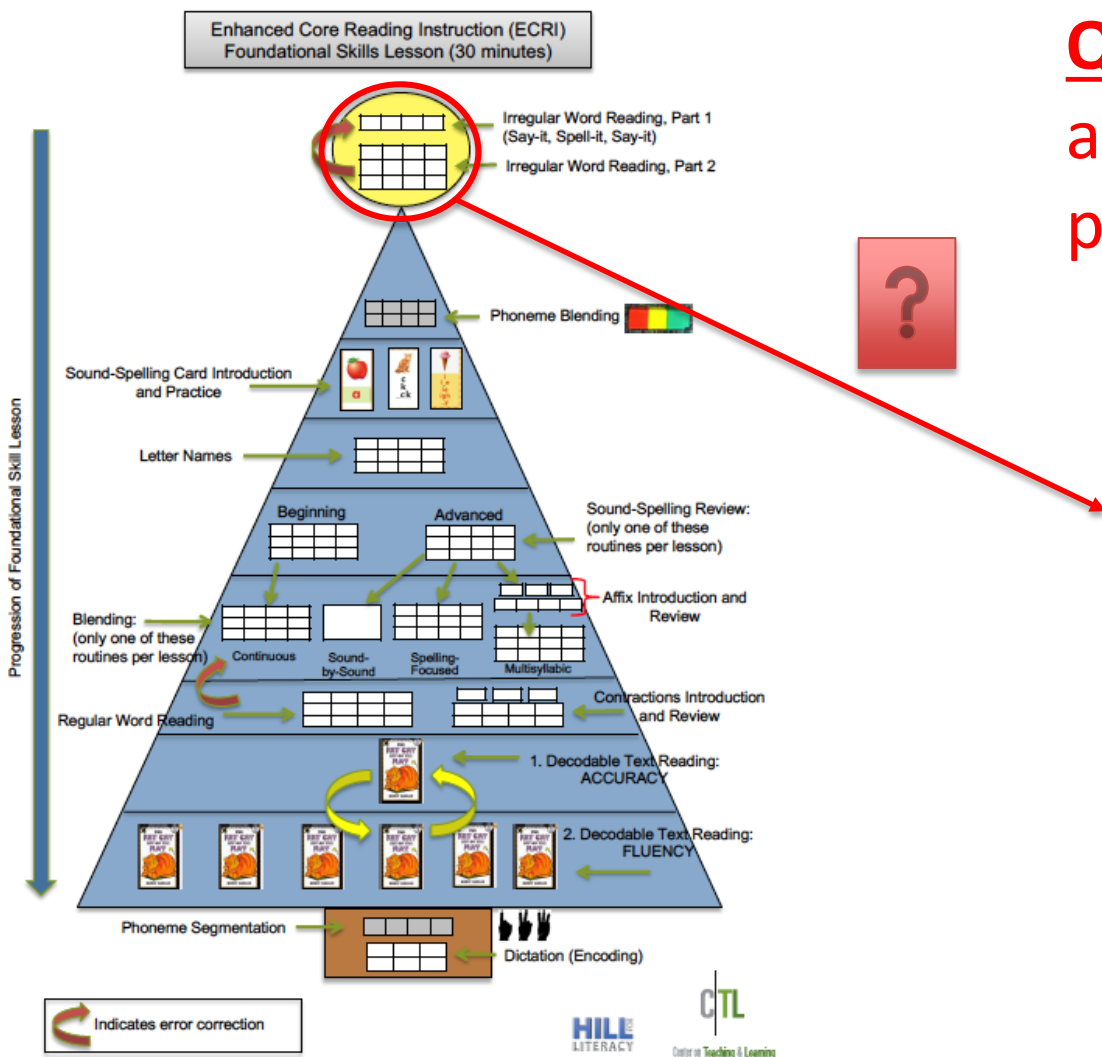 Enhanced Core Reading Instruction (ECRI)
Foundational Skills Lesson (30 minutes)
Irregular Word Reading, Part 1
(Say-it, Spell-it, Say-it)
Irregular Word Reading, Part 2
?
Phoneme Blending
Sound-Spelling Card Introduction
and Practice
a
c
k
_ck
Letter Names
Beginning
Advanced
Sound-Spelling Review:
(only one of these
routines per lesson)
Affix Introduction and
Review
Blending:
(only one of these
routines per lesson)
Continuous
Sound-
by-Sound
Spelling-
Focused
Multisyllabic
Regular Word Reading
Contractions Introduction
and Review
1. Decodable Text Reading:
ACCURACY
2. Decodable Text Reading:
FLUENCY
Phoneme Segmentation
Dictation (Encoding)
Indicates error correction
Progression of Foundational Skill Lesson
HILL FOR
LITERACY
CTL
Center on Teaching & Learning
a
p